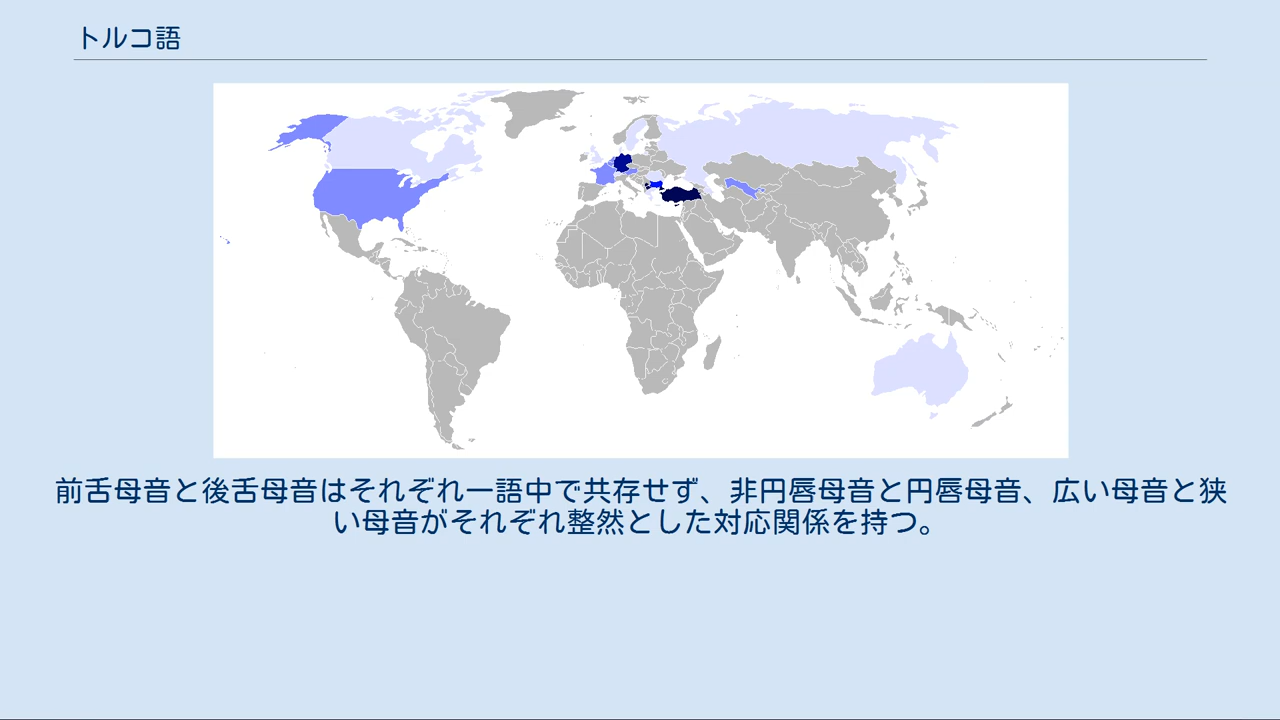 トルコ語
前舌母音と後舌母音はそれぞれ一語中で共存せず、非円唇母音と円唇母音、広い母音と狭
い母音がそれぞれ整然とした対応関係を持つ。